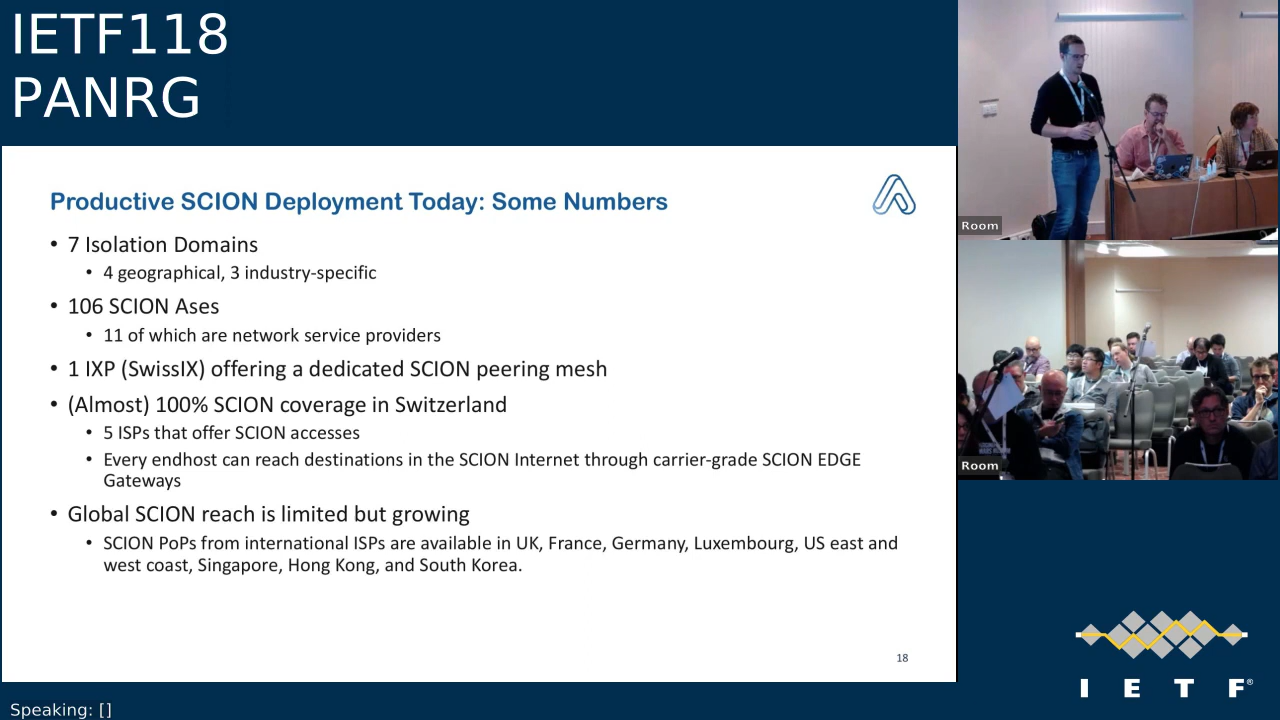 IETF118
PANRG
Productive SCION Deployment Today: Some Numbers
• 7 Isolation Domains
• 4 geographical, 3 industry-specific
• 106 SCION Ases
• 11 of which are network service providers
• 1 IXP (SwissIX) offering a dedicated SCION peering mesh
• (Almost) 100% SCION coverage in Switzerland
• 5 ISPs that offer SCION accesses
• Every endhost can reach destinations in the SCION Internet through carrier-grade SCION EDGE
Gateways
• Global SCION reach is limited but growing
• SCION PoPs from international ISPs are available in UK, France, Germany, Luxembourg, US east and
west coast, Singapore, Hong Kong, and South Korea.
18
Room
Room
I E T F®
Speaking: []